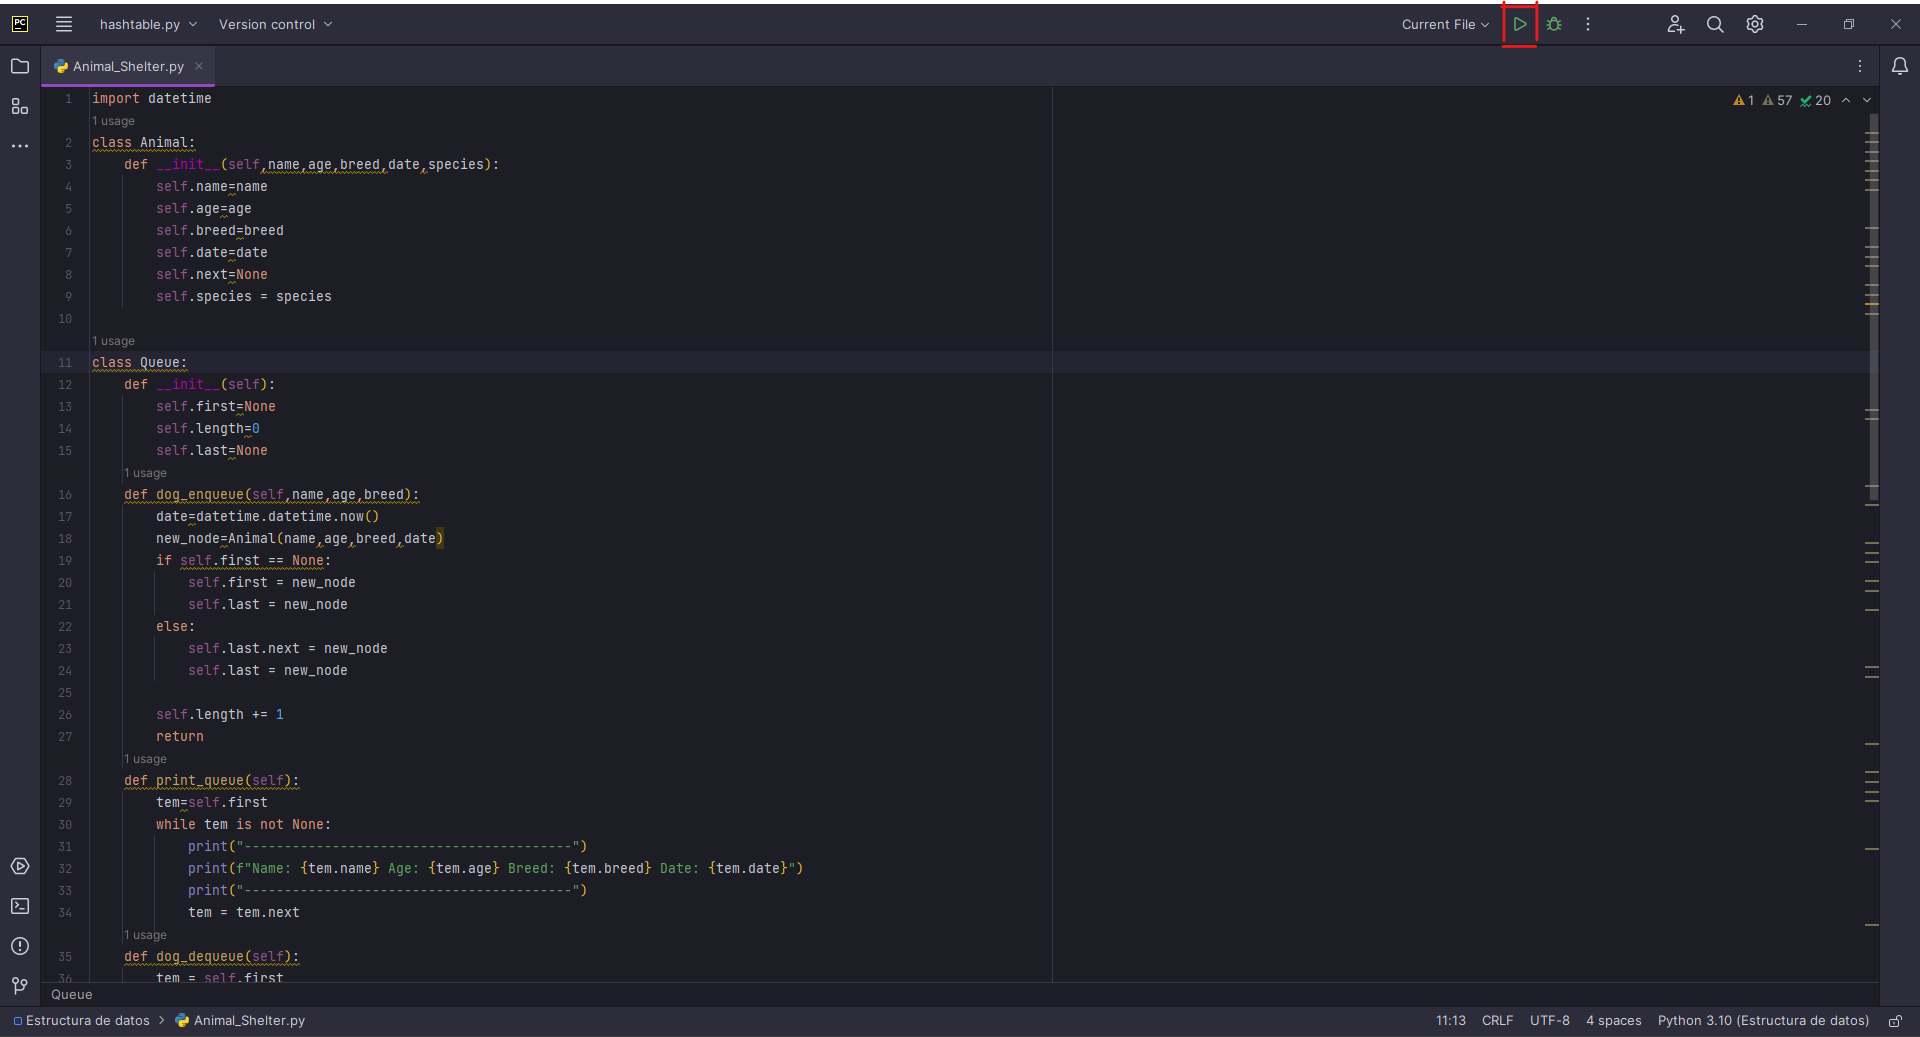 PC hashtable.py Version control Current File
Animal_Shelter.py
1 57 20
1 import datetime
1 usage
2 class Animal:
3 def __init__(self,name,age,breed,date,species):
4 self.name=name
5 self.age=age
6 self.breed=breed
7 self.date=date
8 self.next=None
9 self.species = species
10
1 usage
11 class Queue:
12 def __init__(self):
13 self.first=None
14 self.length=0
15 self.last=None
1 usage
16 def dog_enqueue(self,name,age,breed):
17 date=datetime.datetime.now()
18 new_node=Animal(name,age,breed,date)
19 if self.first == None:
20 self.first = new_node
21 self.last = new_node
22 else:
23 self.last.next = new_node
24 self.last = new_node
25
26 self.length += 1
27 return
1 usage
28 def print_queue(self):
29 tem=self.first
30 while tem is not None:
31 print("-----------------------------------------")
32 print(f"Name: {tem.name} Age: {tem.age} Breed: {tem.breed} Date: {tem.date}")
33 print("-----------------------------------------")
34 tem = tem.next
1 usage
35 def dog_dequeue(self):
36 tem = self.first
Queue
Estructura de datos > Animal_Shelter.py 11:13 CRLF UTF-8 4 spaces Python 3.10 (Estructura de datos)